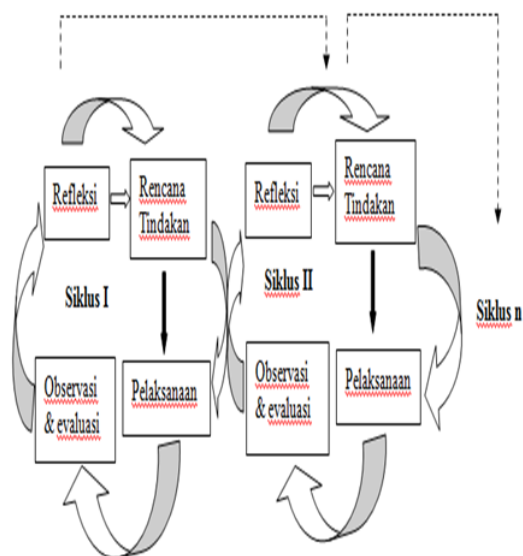 Refleksi
Rencana
Tindakan
Siklus I
Observasi
& evaluasi
Pelaksanaan
Refleksi
Rencana
Tindakan
Siklus II
Observasi
& evaluasi
Pelaksanaan
Siklus n